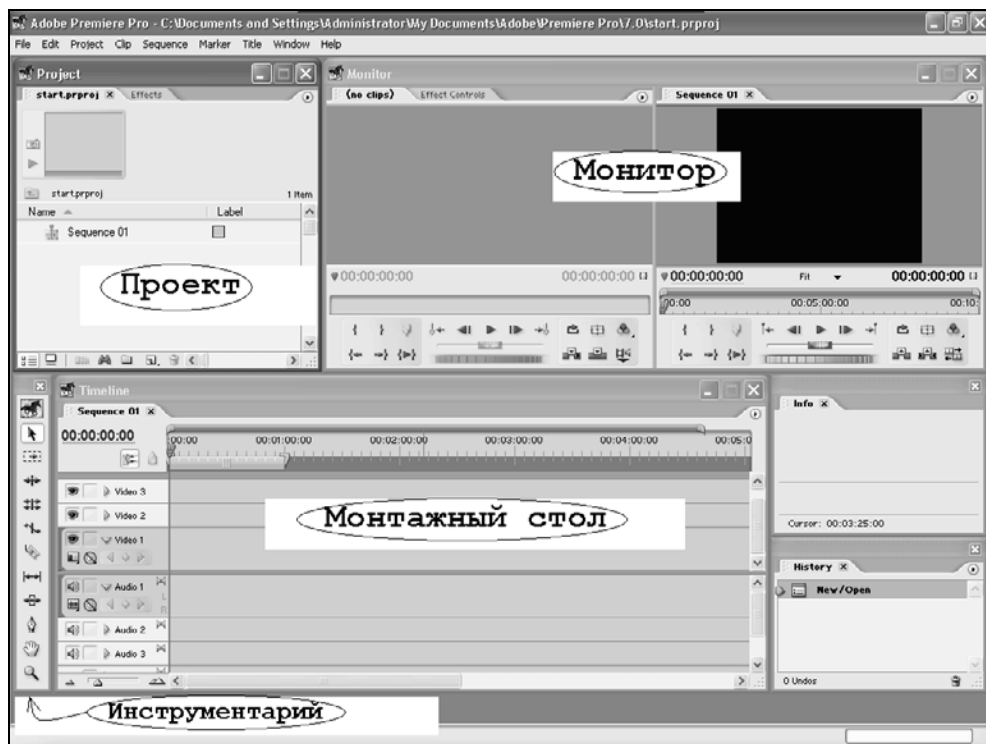 Adobe Premiere Pro - C:\Documents and Settings\Administrator\My Documents\Adobe\Premiere Pro\7.0\start.prproj
File Edit Project Clip Sequence Marker Title Window Help
Project
start.prproj Effects
start.prproj 1 Item
Name Label
Sequence 01
Проект
Monitor
(no clips) Effect Controls
Sequence 01
Монитор
00:00:00:00 00:00:00:00
00:00:00:00 Fit 00:00:00:00
00:00 00:05:00:00 00:10:
Timeline
Sequence 01
00:00:00:00
:00:00 00:01:00:00 00:02:00:00 00:03:00:00 00:04:00:00 00:05:0
Video 3
Video 2
Монтажный стол
Video 1
Audio 1
L
R
Audio 2
Audio 3
Info
Cursor: 00:03:25:00
History
New/Open
0 Undos
Инструментарий